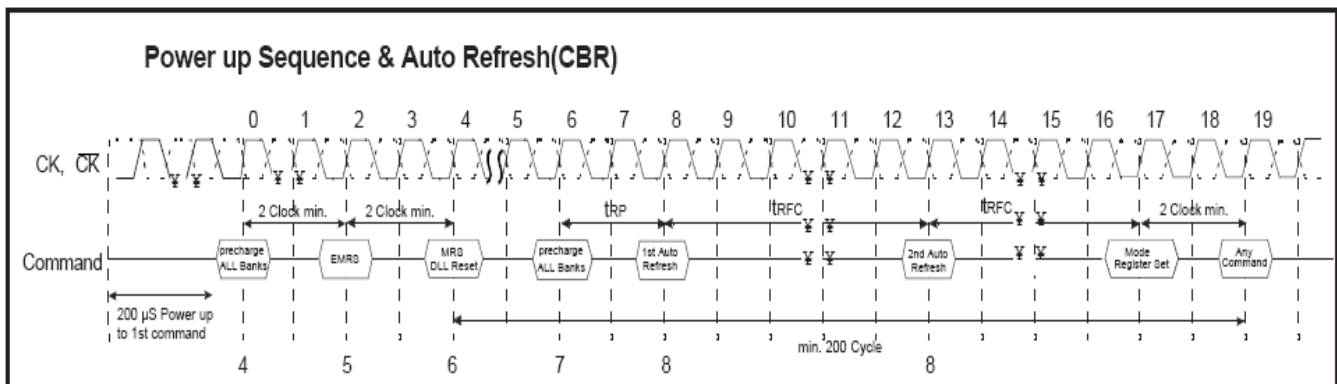 Power up Sequence & Auto Refresh(CBR)
0 1 2 3 4 5 6 7 8 9 10 11 12 13 14 15 16 17 18 19
CK, CK
2 Clock min. 2 Clock min. tRP tRFC tRFC 2 Clock min.
Command
precharge
ALL Banks
EMRS
MRS
DLL Reset
precharge
ALL Banks
1st Auto
Refresh
2nd Auto
Refresh
Mode
Register Set
Any
Command
200 µS Power up
to 1st command
min. 200 Cycle
4 5 6 7 8 8